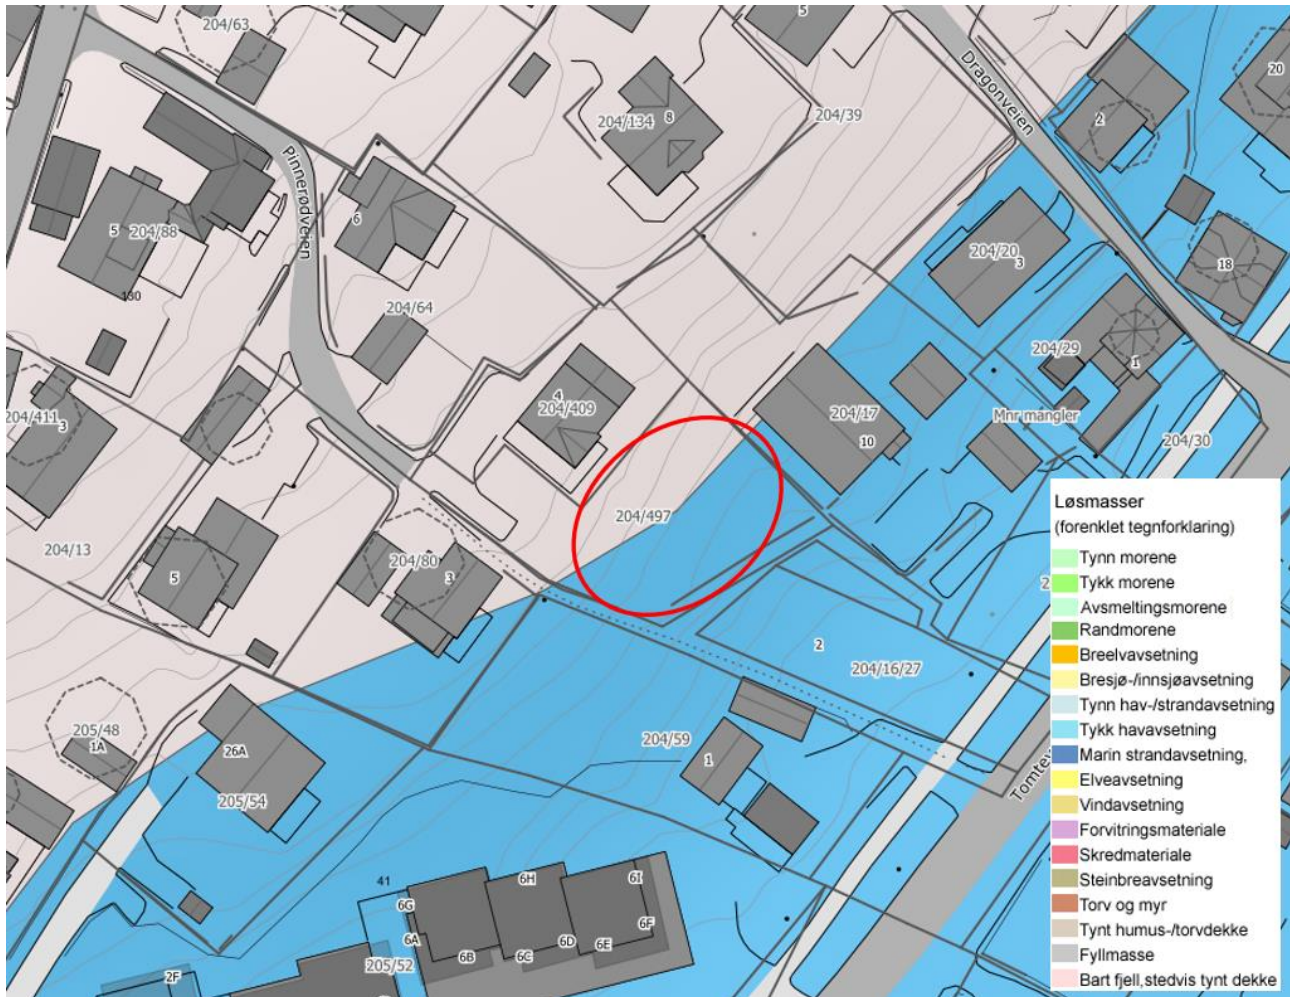 204/63
5
204/134
8
204/39
Dragonveien
2
20
Pinnerødveien
5
204/88
6
130
204/64
204/20
3
18
204/29
1
204/411
3
4
204/409
204/17
10
Mnr mangler
204/30
204/497
204/13
5
204/80
3
2
204/16/27
205/48
1A
26A
205/54
204/59
1
41
6G
6A
6H
6I
6F
6B
6C
6D
6E
205/52
2F
Løsmasser
(forenklet tegnforklaring)
Tynn morene
Tykk morene
Avsmeltingsmorene
Randmorene
Breelvavsetning
Bresjø-/innsjøavsetning
Tynn hav-/strandavsetning
Tykk havavsetning
Marin strandavsetning,
Elveavsetning
Vindavsetning
Forvitringsmateriale
Skredmateriale
Steinbreavsetning
Torv og myr
Tynt humus-/torvdekke
Fyllmasse
Bart fjell,stedvis tynt dekke